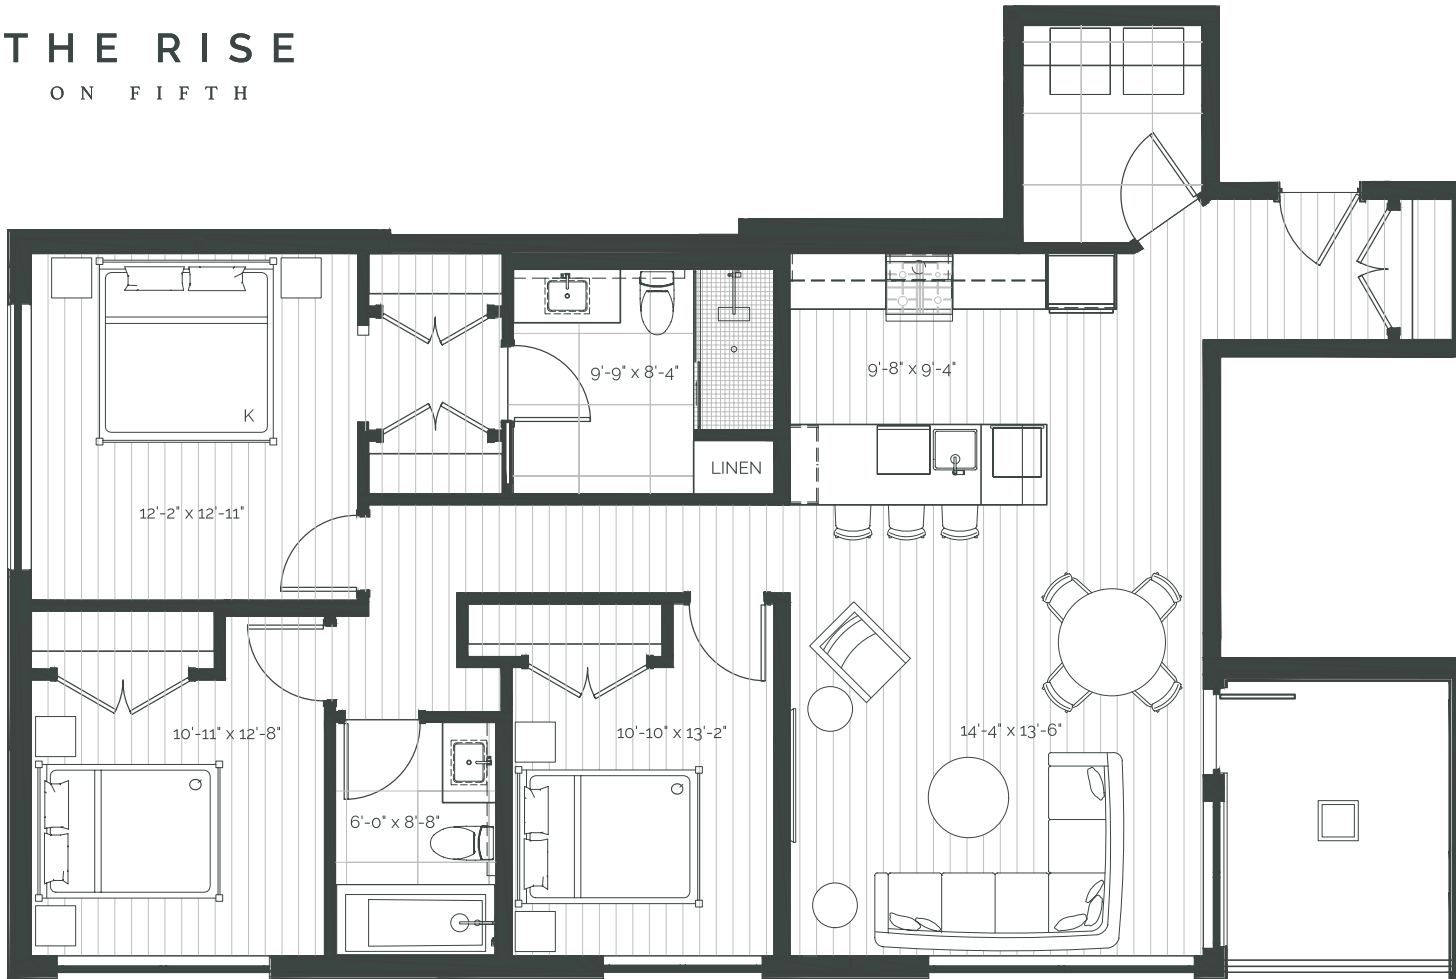 THE RISE
ON FIFTH
K
9'-9" x 8'-4"
9'-8" x 9'-4"
LINEN
12'-2" x 12'-11"
10'-11" x 12'-8"
10'-10" x 13'-2"
14'-4" x 13'-6"
Q
Q
6'-0" x 8'-8"